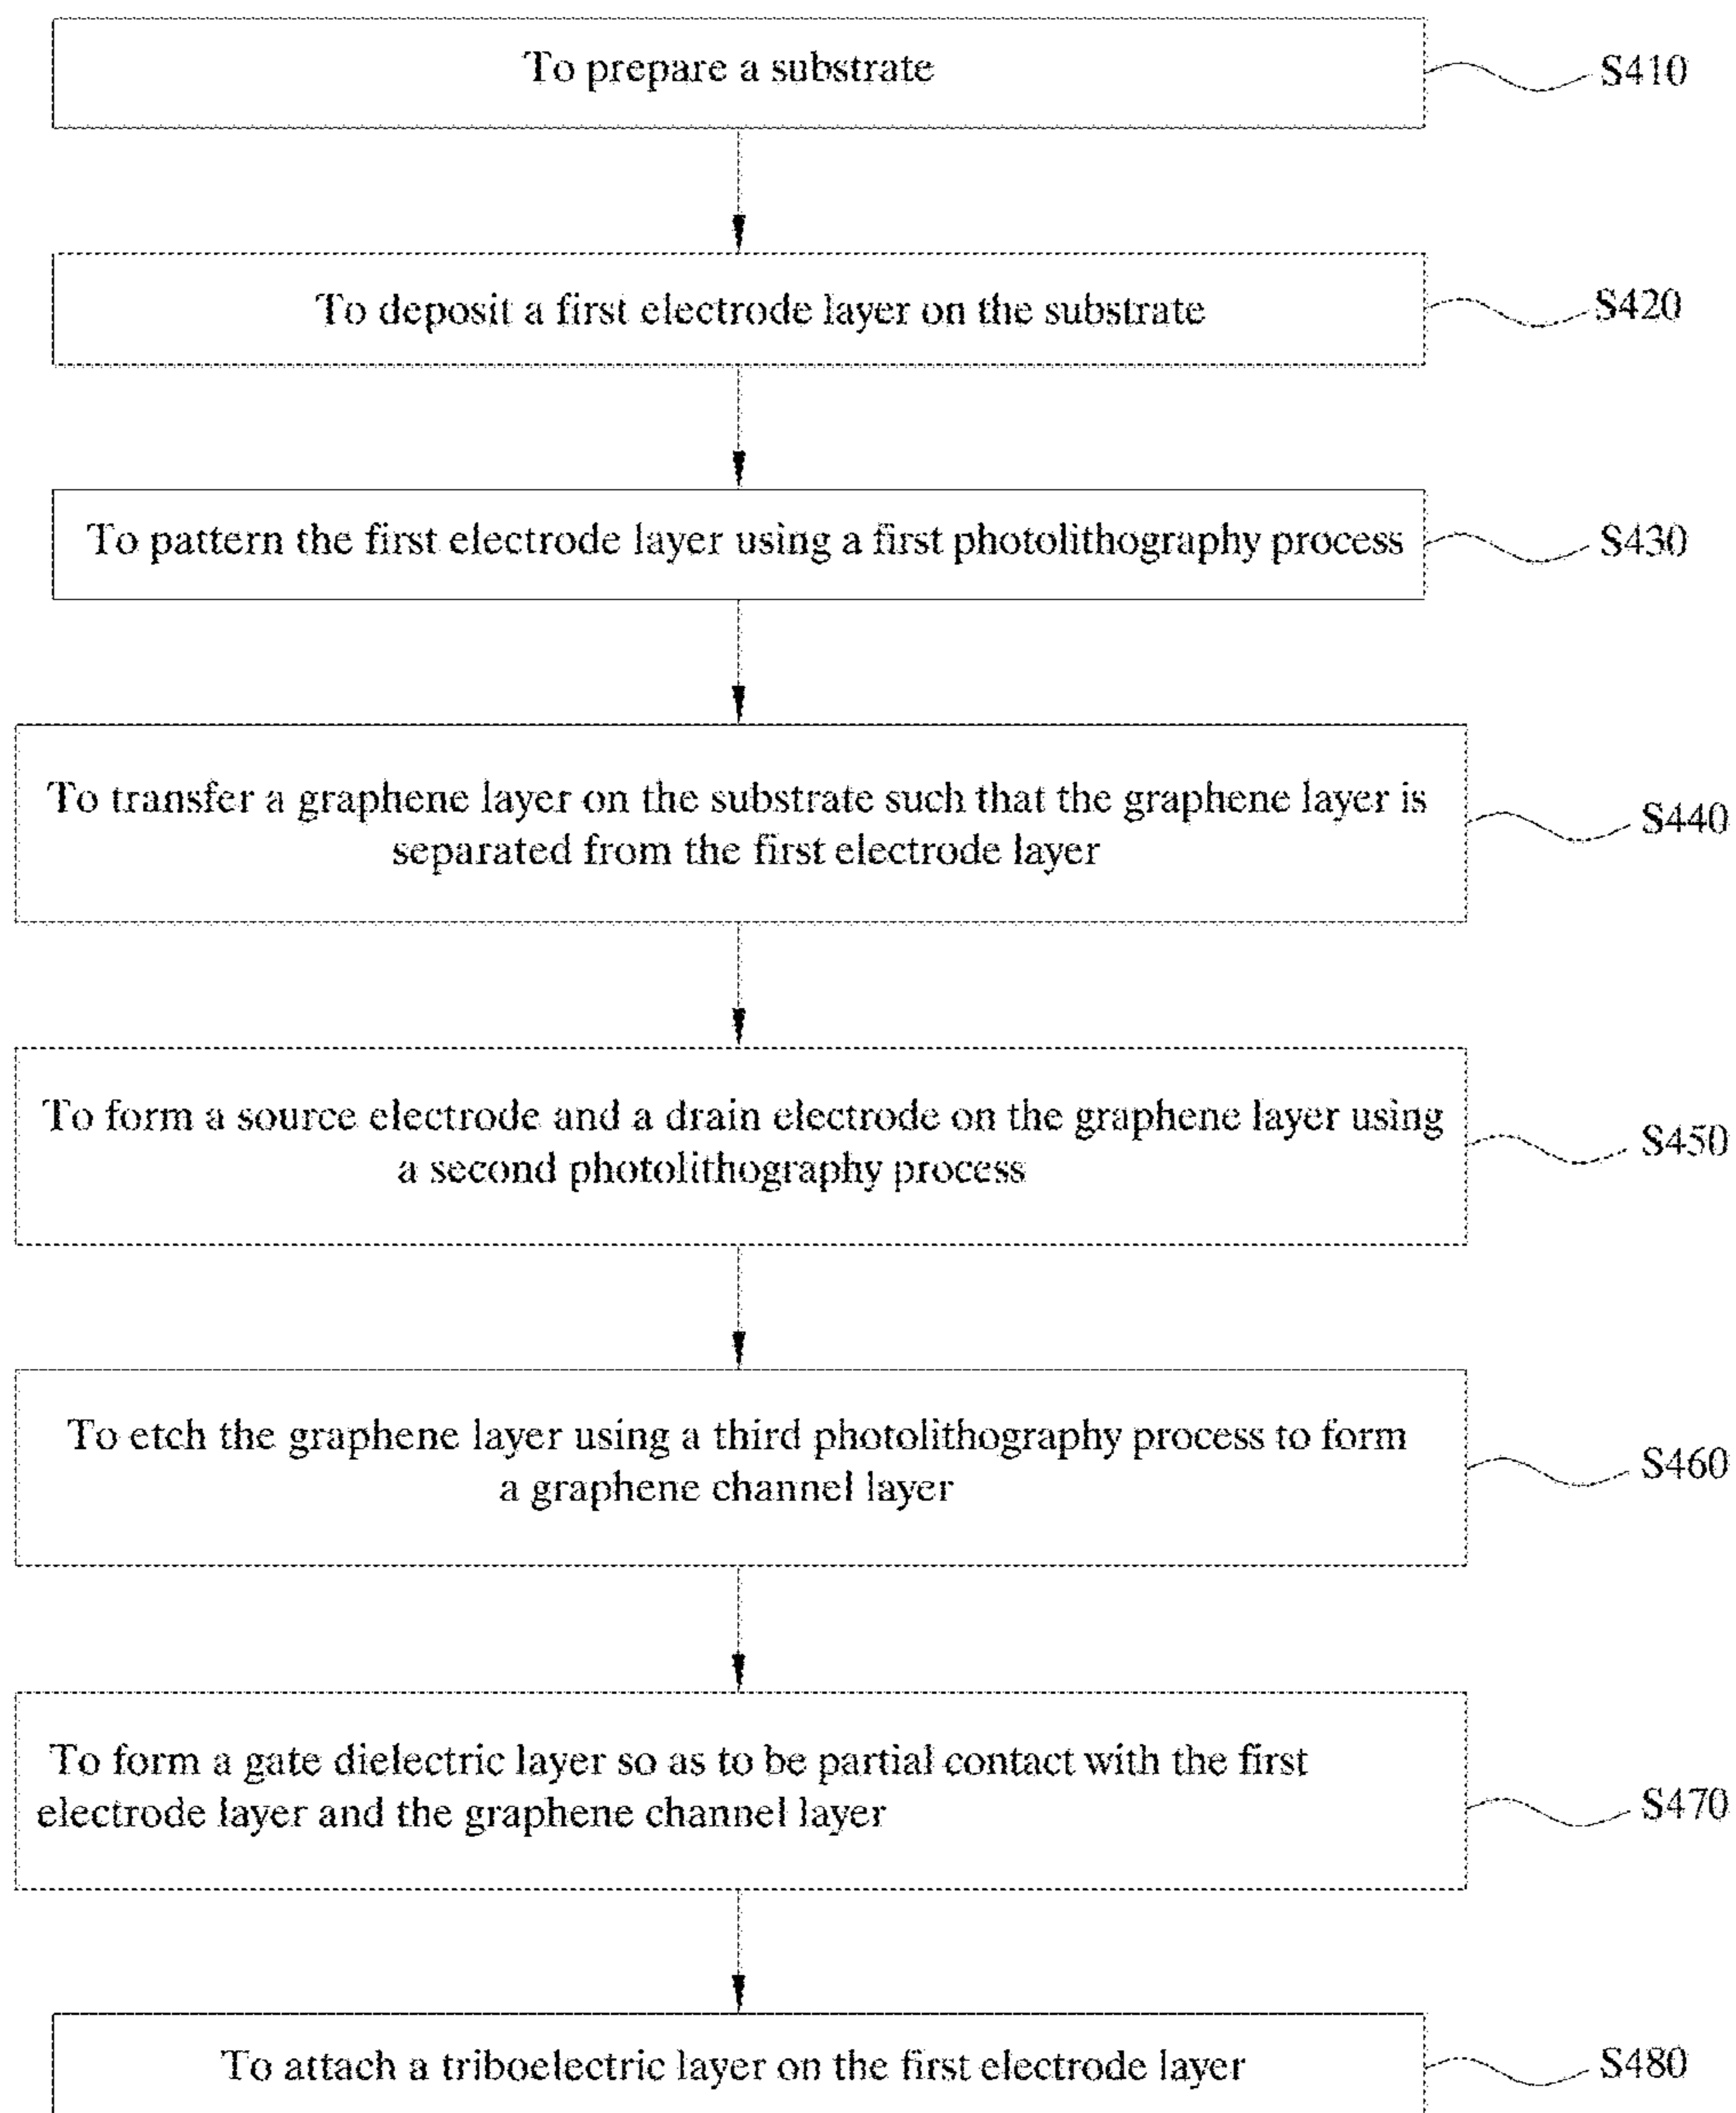 To prepare a substrate
S410
To deposit a first electrode layer on the substrate
S420
To pattern the first electrode layer using a first photolithography process
S430
To transfer a graphene layer on the substrate such that the graphene layer is
separated from the first electrode layer
S440
To form a source electrode and a drain electrode on the graphene layer using
a second photolithography process
S450
To etch the graphene layer using a third photolithography process to form
a graphene channel layer
S460
To form a gate dielectric layer so as to be partial contact with the first
electrode layer and the graphene channel layer
S470
To attach a triboelectric layer on the first electrode layer
S480